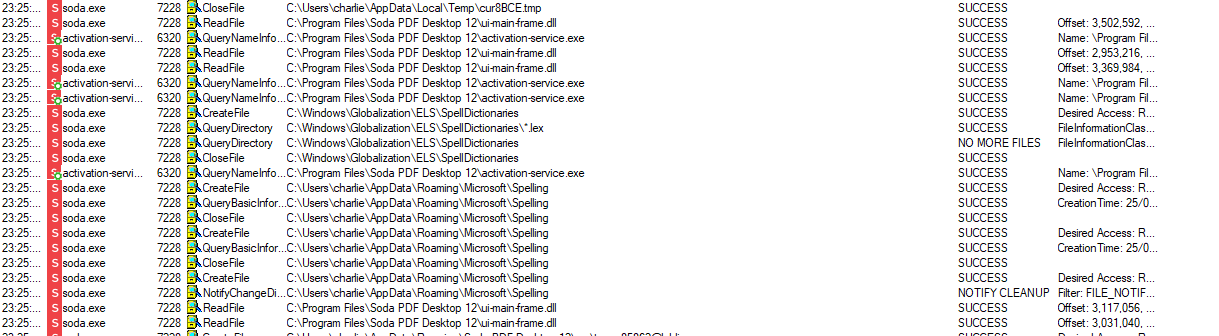 23:25:... S soda.exe 7228 CloseFile C:\Users\charlie\AppData\Local\Temp\cur8BCE.tmp SUCCESS
23:25:... S soda.exe 7228 ReadFile C:\Program Files\Soda PDF Desktop 12\ui-main-frame.dll SUCCESS Offset: 3,502,592, ...
23:25:... S activation-servi... 6320 QueryNameInfo... C:\Program Files\Soda PDF Desktop 12\activation-service.exe SUCCESS Name: \Program Fil...
23:25:... S soda.exe 7228 ReadFile C:\Program Files\Soda PDF Desktop 12\ui-main-frame.dll SUCCESS Offset: 2,953,216, ...
23:25:... S soda.exe 7228 ReadFile C:\Program Files\Soda PDF Desktop 12\ui-main-frame.dll SUCCESS Offset: 3,369,984, ...
23:25:... S activation-servi... 6320 QueryNameInfo... C:\Program Files\Soda PDF Desktop 12\activation-service.exe SUCCESS Name: \Program Fil...
23:25:... S activation-servi... 6320 QueryNameInfo... C:\Program Files\Soda PDF Desktop 12\activation-service.exe SUCCESS Name: \Program Fil...
23:25:... S soda.exe 7228 CreateFile C:\Windows\Globalization\ELS\SpellDictionaries SUCCESS Desired Access: R...
23:25:... S soda.exe 7228 QueryDirectory C:\Windows\Globalization\ELS\SpellDictionaries\*.lex SUCCESS FileInformationClas...
23:25:... S soda.exe 7228 QueryDirectory C:\Windows\Globalization\ELS\SpellDictionaries NO MORE FILES FileInformationClas...
23:25:... S soda.exe 7228 CloseFile C:\Windows\Globalization\ELS\SpellDictionaries SUCCESS
23:25:... S activation-servi... 6320 QueryNameInfo... C:\Program Files\Soda PDF Desktop 12\activation-service.exe SUCCESS Name: \Program Fil...
23:25:... S soda.exe 7228 CreateFile C:\Users\charlie\AppData\Roaming\Microsoft\Spelling SUCCESS Desired Access: R...
23:25:... S soda.exe 7228 QueryBasicInfor... C:\Users\charlie\AppData\Roaming\Microsoft\Spelling SUCCESS CreationTime: 25/0...
23:25:... S soda.exe 7228 CloseFile C:\Users\charlie\AppData\Roaming\Microsoft\Spelling SUCCESS
23:25:... S soda.exe 7228 CreateFile C:\Users\charlie\AppData\Roaming\Microsoft\Spelling SUCCESS Desired Access: R...
23:25:... S soda.exe 7228 QueryBasicInfor... C:\Users\charlie\AppData\Roaming\Microsoft\Spelling SUCCESS CreationTime: 25/0...
23:25:... S soda.exe 7228 CloseFile C:\Users\charlie\AppData\Roaming\Microsoft\Spelling SUCCESS
23:25:... S soda.exe 7228 CreateFile C:\Users\charlie\AppData\Roaming\Microsoft\Spelling SUCCESS Desired Access: R...
23:25:... S soda.exe 7228 NotifyChangeDi... C:\Users\charlie\AppData\Roaming\Microsoft\Spelling NOTIFY CLEANUP Filter: FILE_NOTIF...
23:25:... S soda.exe 7228 ReadFile C:\Program Files\Soda PDF Desktop 12\ui-main-frame.dll SUCCESS Offset: 3,117,056, ...
23:25:... S soda.exe 7228 ReadFile C:\Program Files\Soda PDF Desktop 12\ui-main-frame.dll SUCCESS Offset: 3,031,040, ...